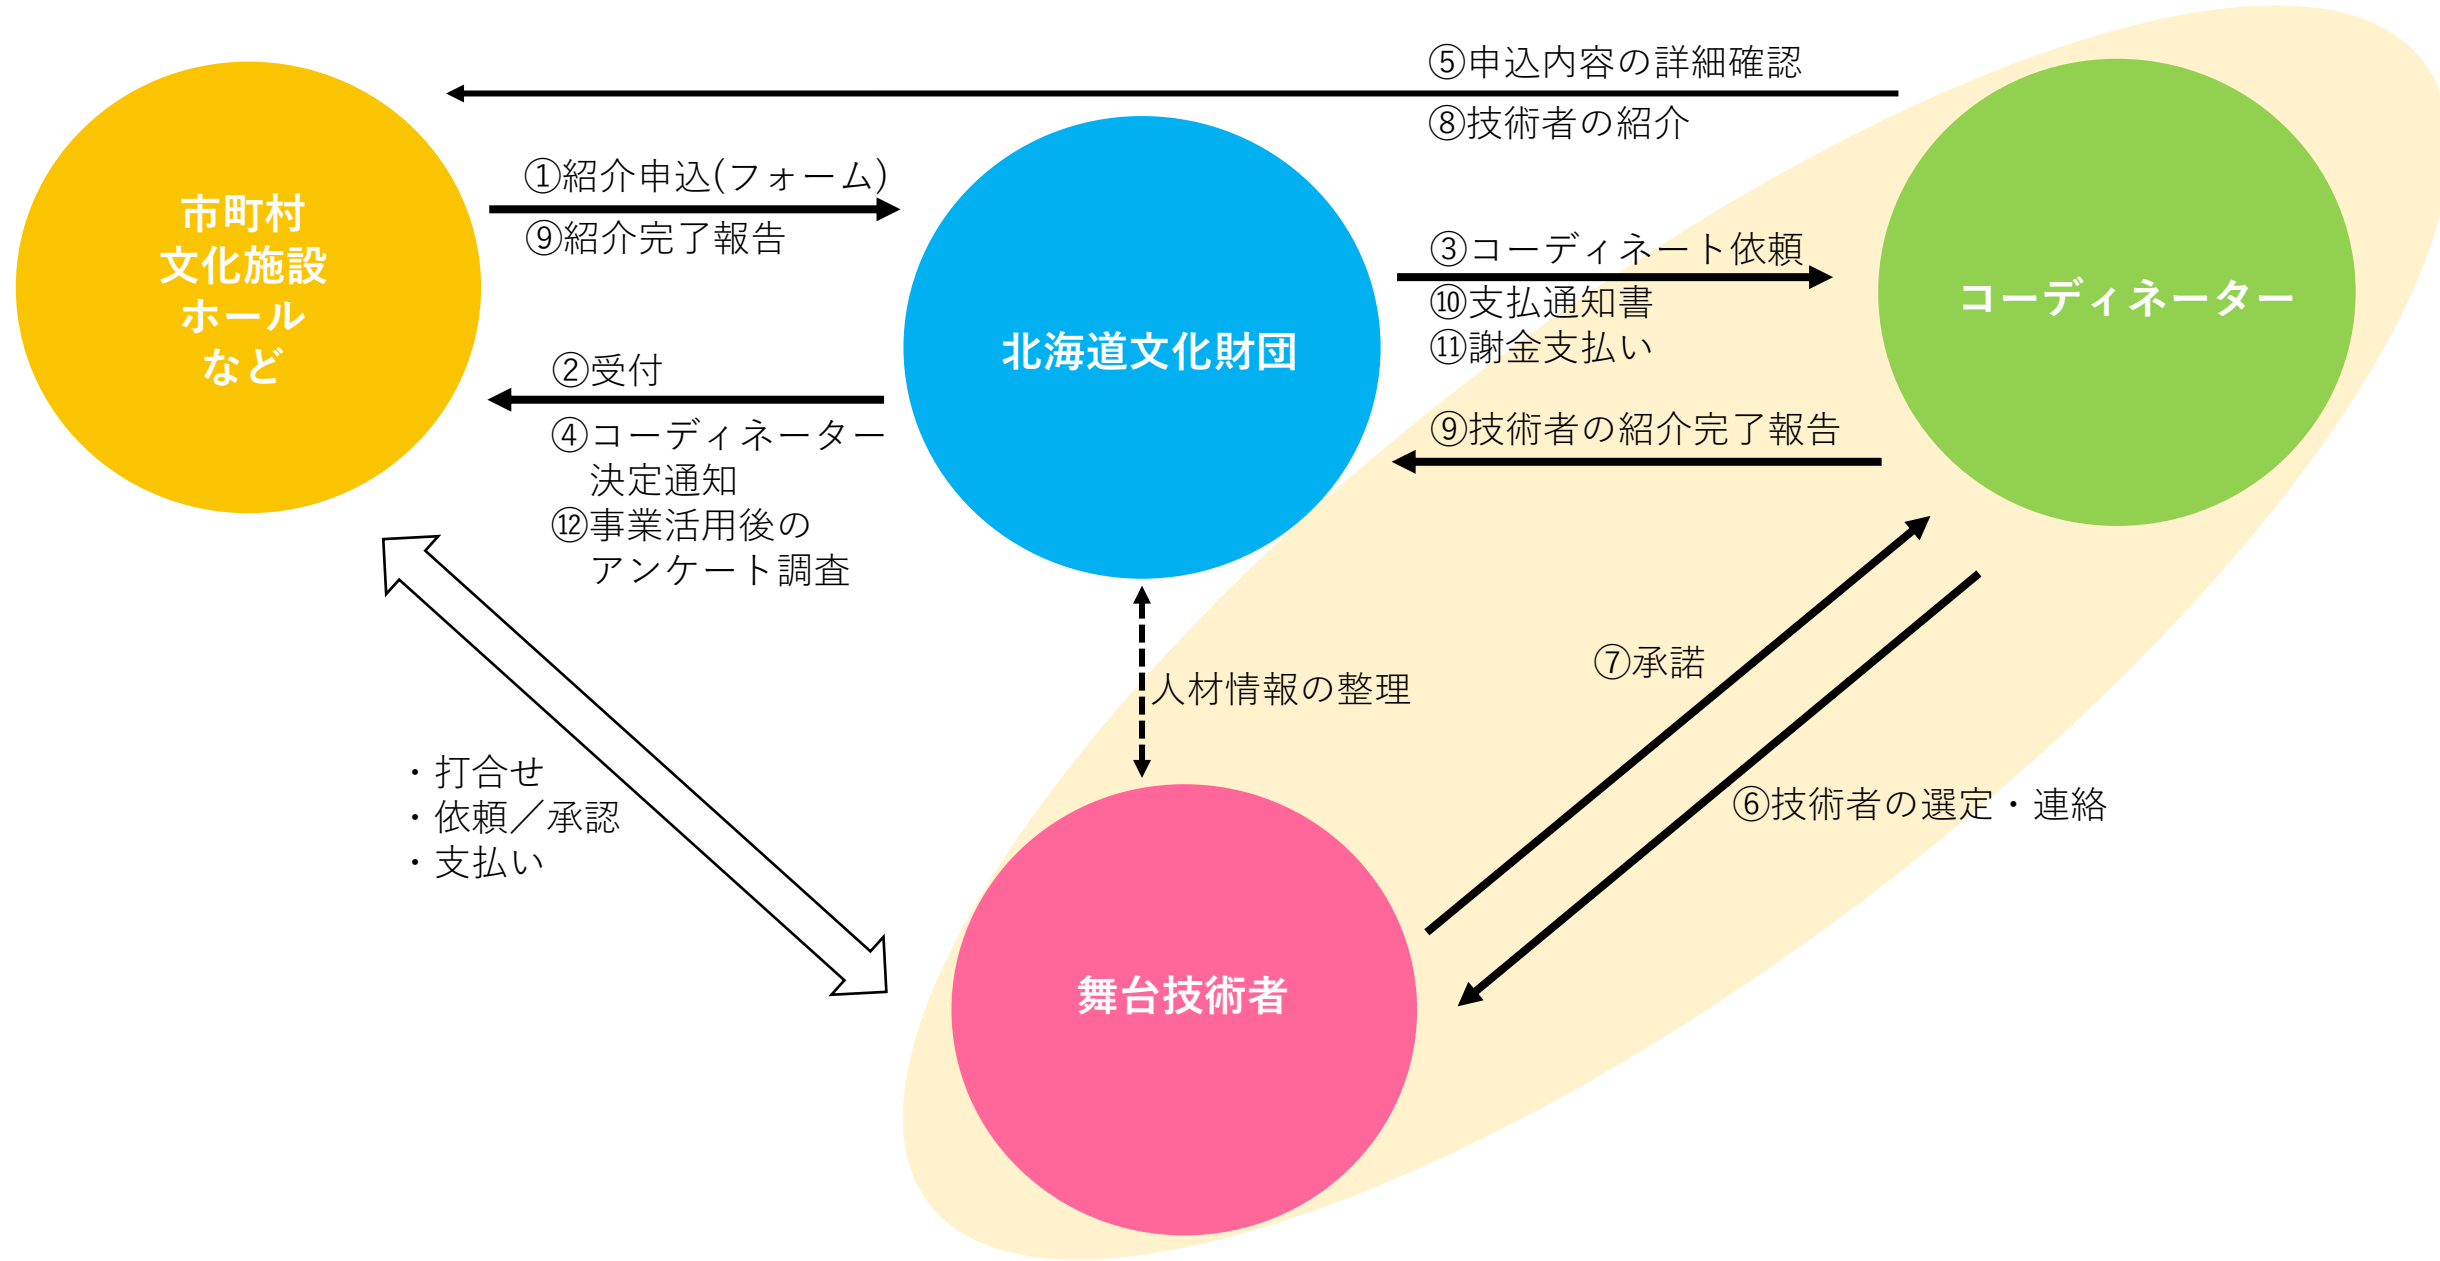 ⑤申込内容の詳細確認
⑧技術者の紹介
①紹介申込(フォーム)
⑨紹介完了報告
市町村
文化施設
ホール
など
③コーディネート依頼
⑩支払通知書
⑪謝金支払い
コーディネーター
北海道文化財団
②受付
④コーディネーター
決定通知
⑫事業活用後の
アンケート調査
⑨技術者の紹介完了報告
人材情報の整理
⑦承諾
⑥技術者の選定・連絡
・打合せ
・依頼／承認
・支払い
舞台技術者